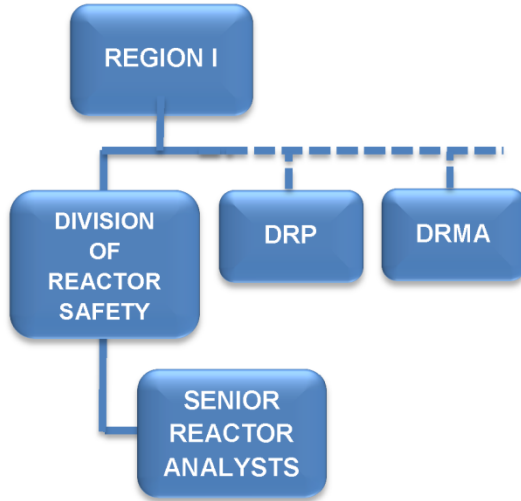 REGION I
DIVISION
OF
REACTOR
SAFETY
DRP
DRMA
SENIOR
REACTOR
ANALYSTS